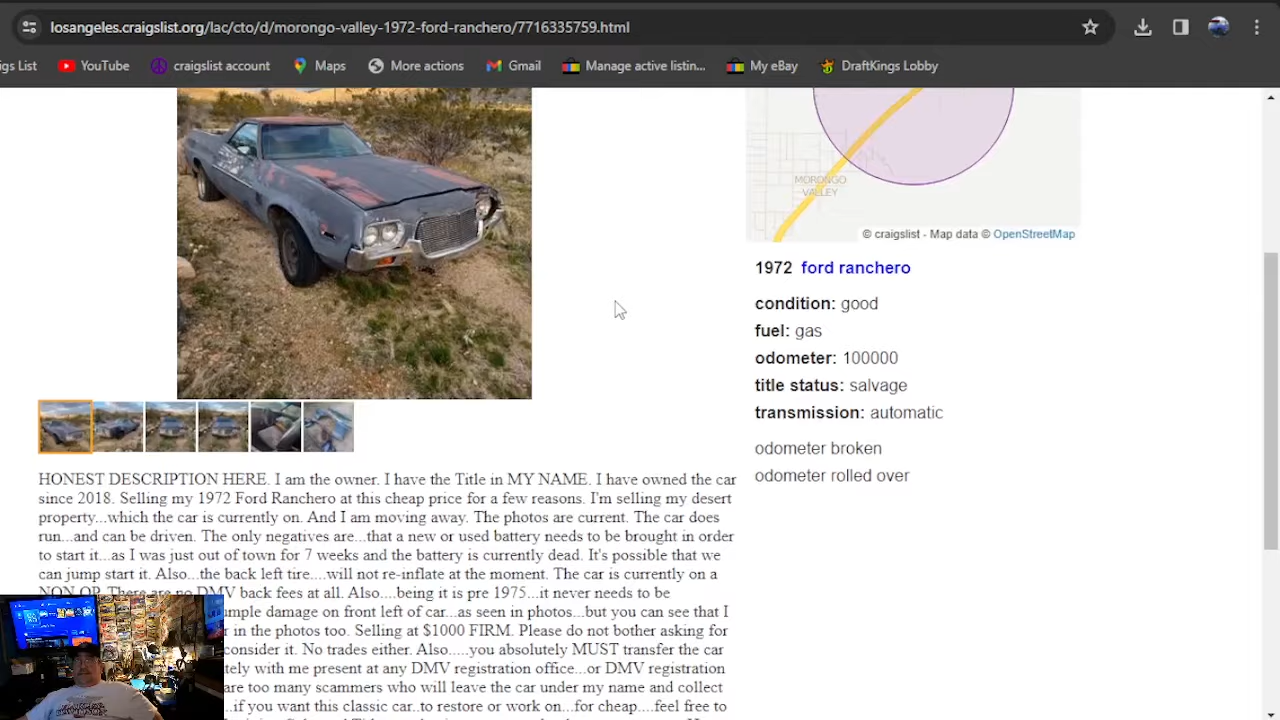 losangeles.craigslist.org/lac/cto/d/morongo-valley-1972-ford-ranchero/7716335759.html
igs List YouTube craigslist account Maps More actions Gmail Manage active listin... My eBay DraftKings Lobby
MORONGO
VALLEY
© craigslist - Map data © OpenStreetMap
1972 ford ranchero
condition: good
fuel: gas
odometer: 100000
title status: salvage
transmission: automatic
odometer broken
odometer rolled over
HONEST DESCRIPTION HERE. I am the owner. I have the Title in MY NAME. I have owned the car
since 2018. Selling my 1972 Ford Ranchero at this cheap price for a few reasons. I'm selling my desert
property...which the car is currently on. And I am moving away. The photos are current. The car does
run...and can be driven. The only negatives are...that a new or used battery needs to be brought in order
to start it...as I was just out of town for 7 weeks and the battery is currently dead. It's possible that we
can jump start it. Also...the back left tire....will not re-inflate at the moment. The car is currently on a
NON OP. There are no DMV back fees at all. Also....being it is pre 1975...it never needs to be
umple damage on front left of car...as seen in photos...but you can see that I
r in the photos too. Selling at $1000 FIRM. Please do not bother asking for
consider it. No trades either. Also.....you absolutely MUST transfer the car
tely with me present at any DMV registration office...or DMV registration
are too many scammers who will leave the car under my name and collect
..if you want this classic car..to restore or work on...for cheap....feel free to